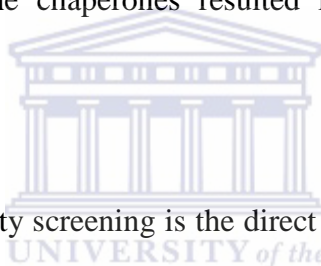 chaperones resulted
ty screening is the direct
UNIVERSITY of the